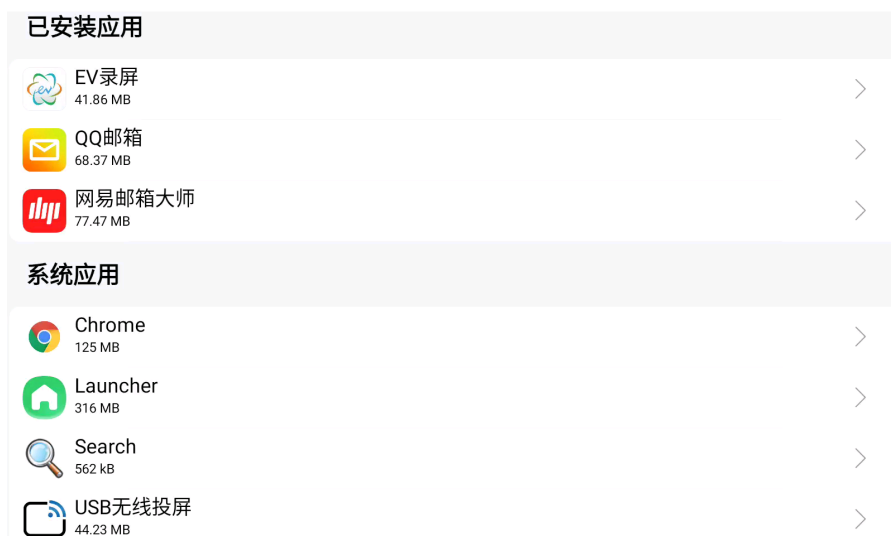 已安装应用
EV录屏
41.86 MB
QQ邮箱
68.37 MB
网易邮箱大师
77.47 MB
系统应用
Chrome
125 MB
Launcher
316 MB
Search
562 kB
USB无线投屏
44.23 MB